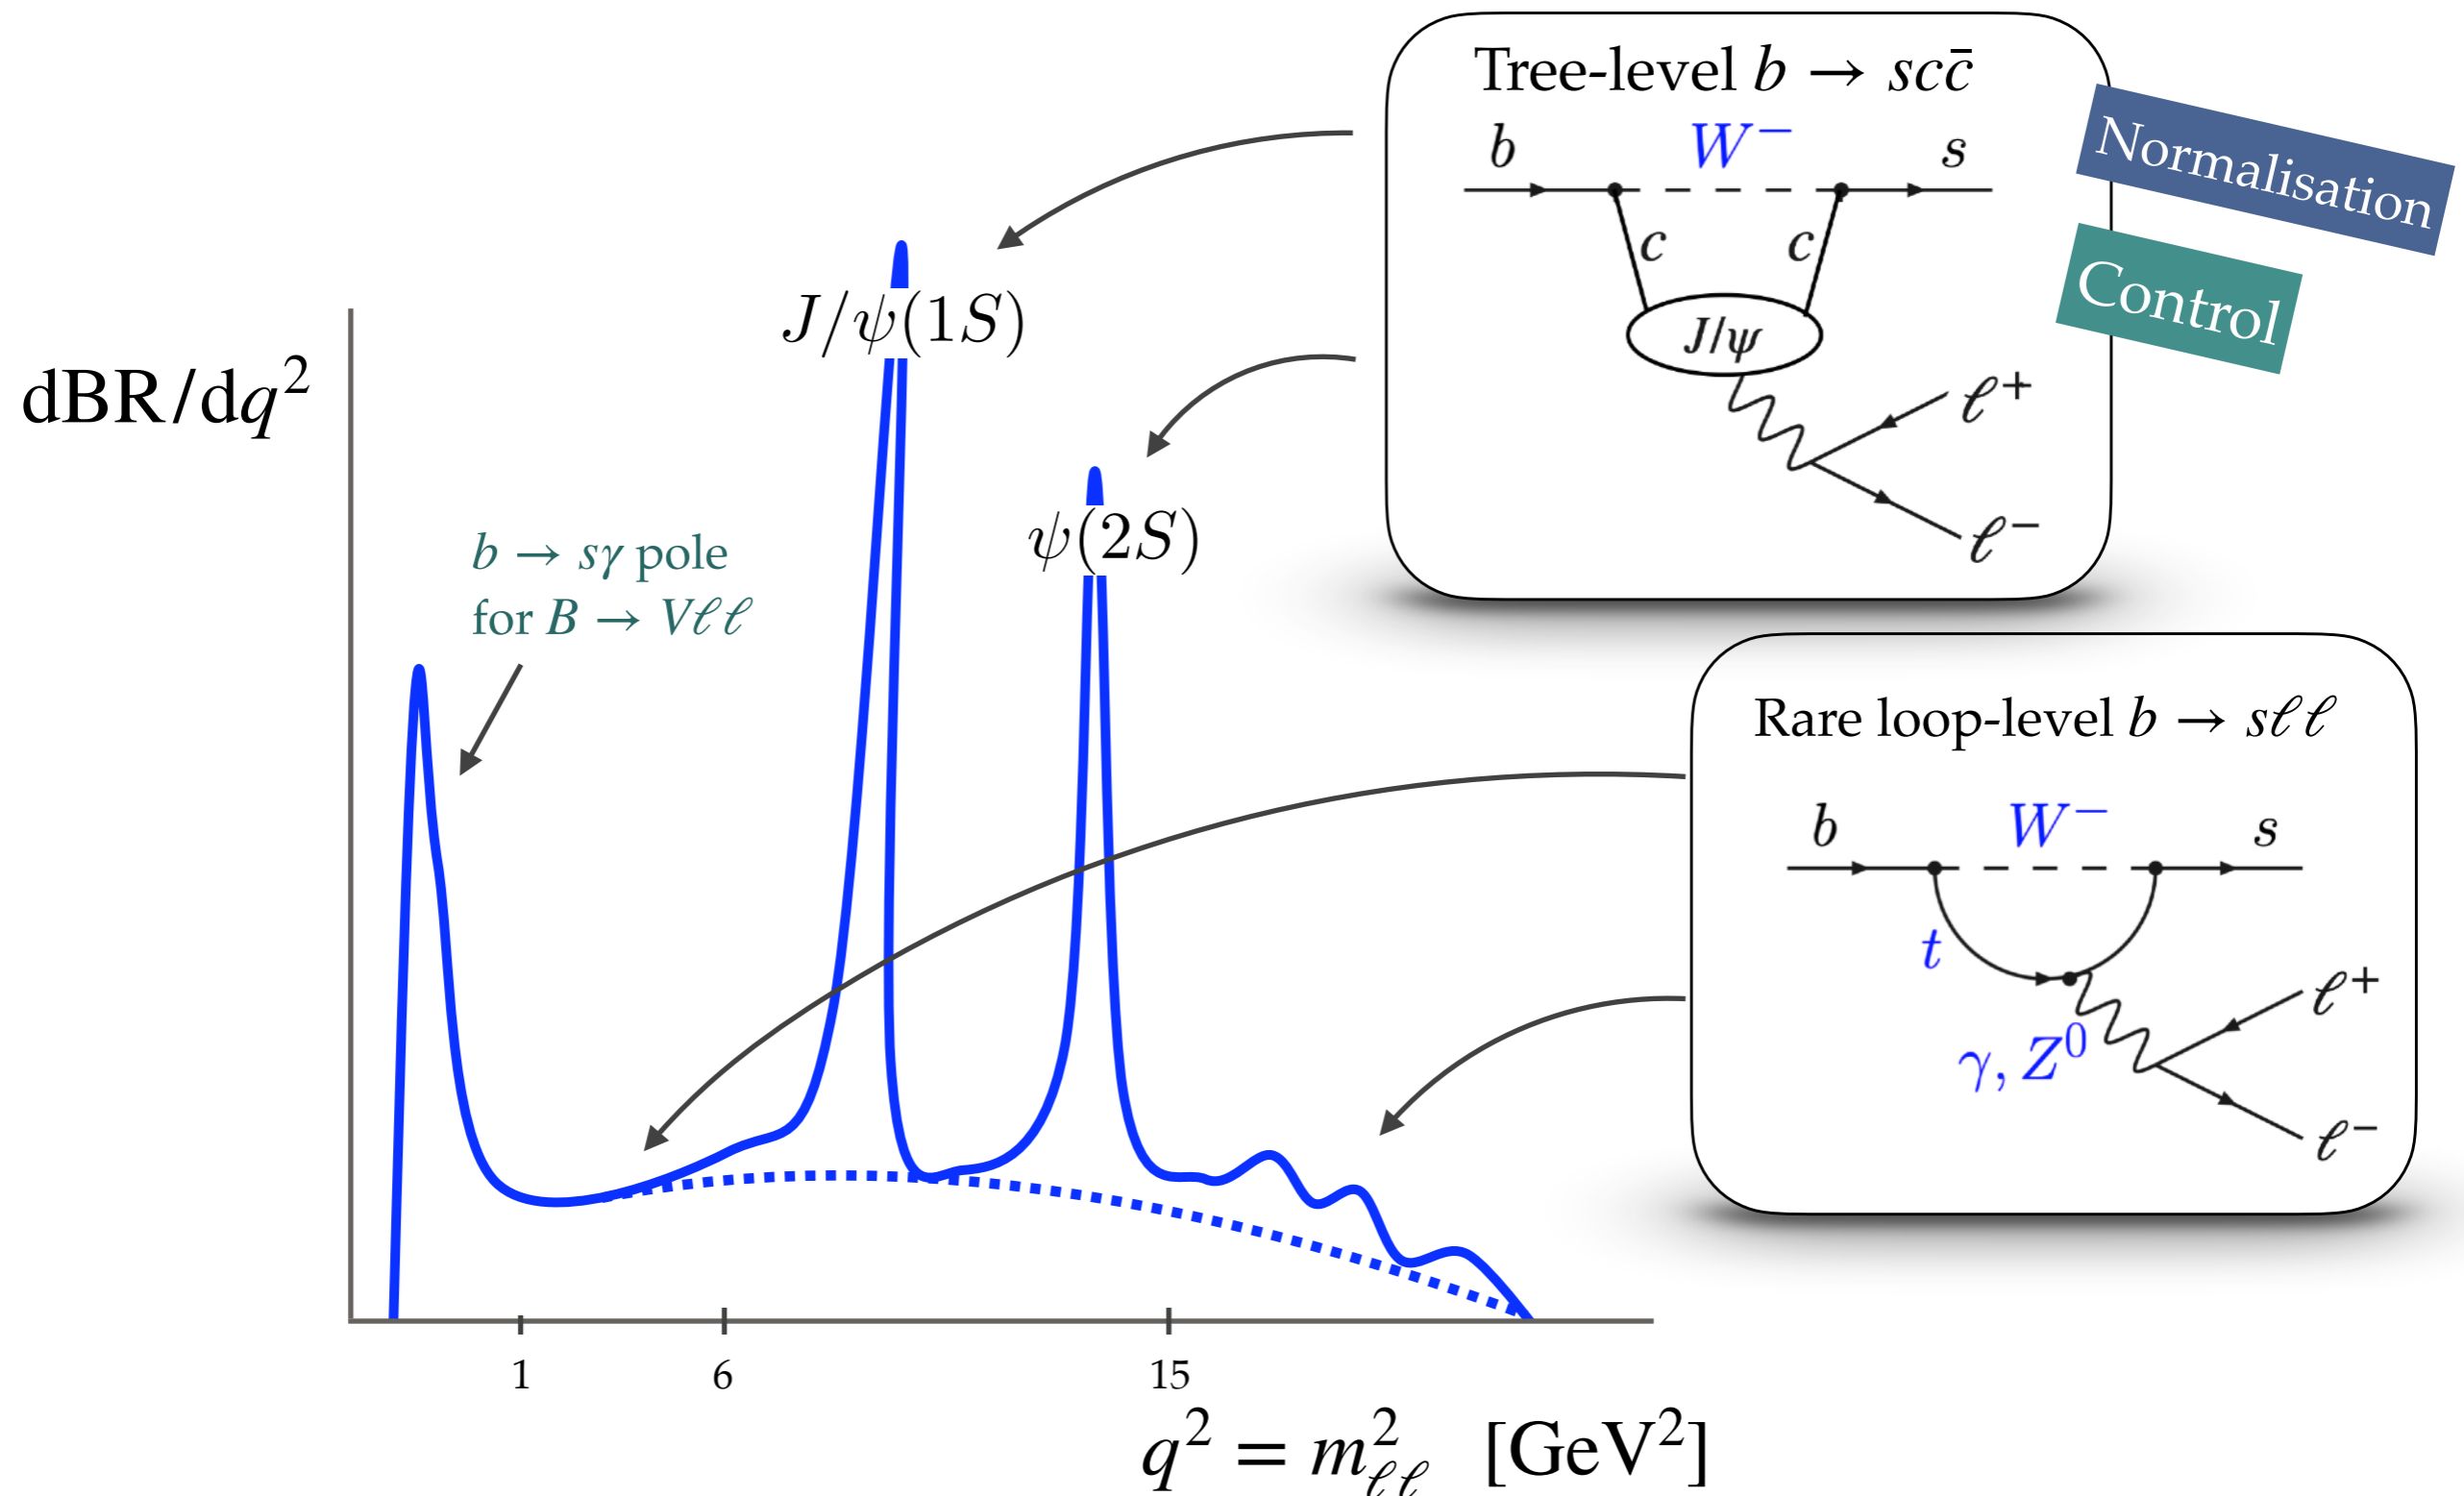 Tree-level b → scc̄
Normalisation
b
W⁻
s
c
c
Control
J/ψ
ℓ⁺
ℓ⁻
J/ψ(1S)
dBR/dq²
ψ(2S)
b → sγ pole
for B → Vℓℓ
Rare loop-level b → sℓℓ
b
W⁻
s
t
γ, Z⁰
ℓ⁺
ℓ⁻
1
6
15
q² = m²ℓℓ [GeV²]